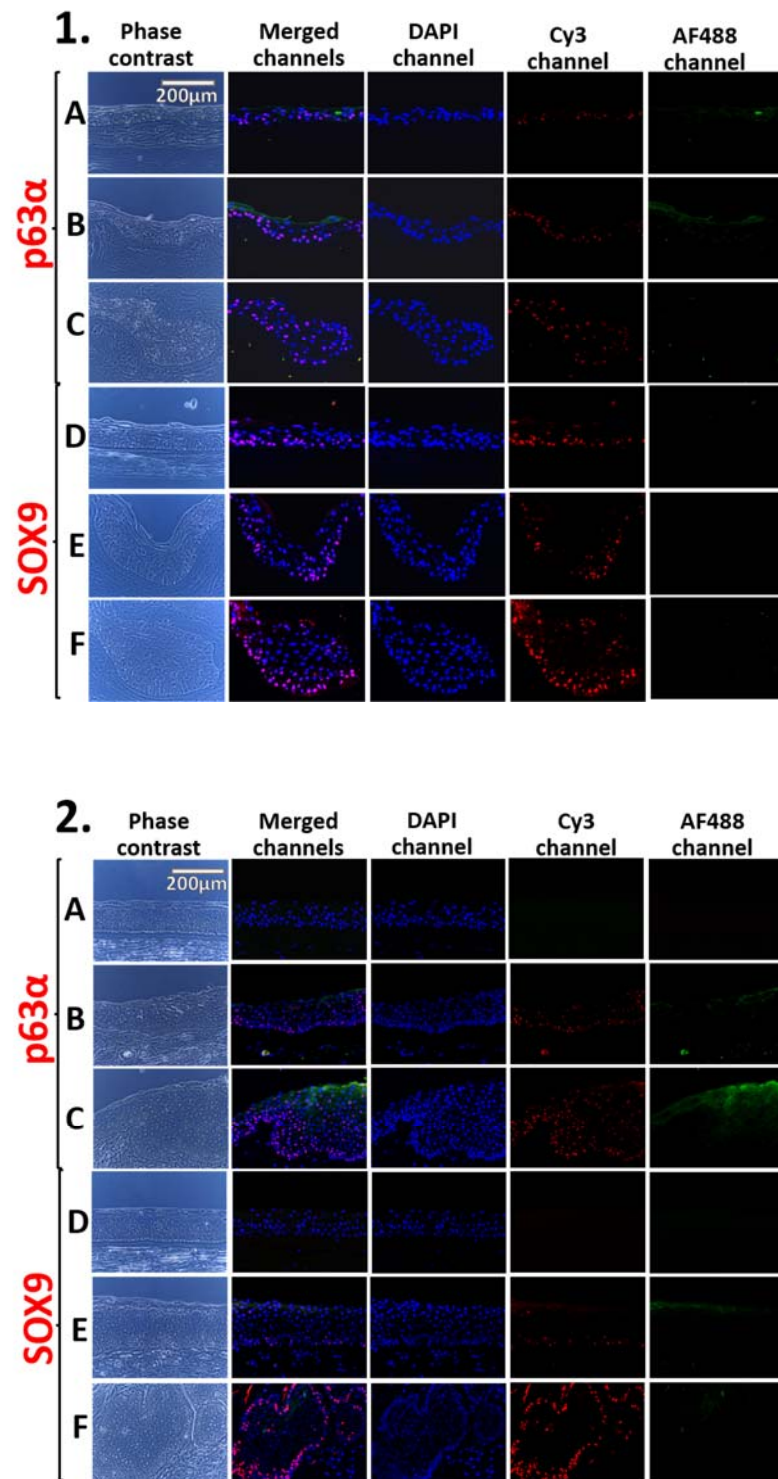 1.
Phase contrast
Merged channels
DAPI channel
Cy3 channel
AF488 channel
200µm
p63α
A
B
C
SOX9
D
E
F
2.
Phase contrast
Merged channels
DAPI channel
Cy3 channel
AF488 channel
200µm
p63α
A
B
C
SOX9
D
E
F